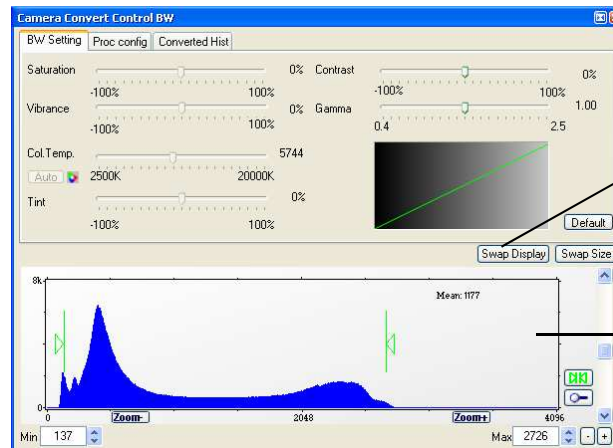 Camera Convert Control BW
BW Setting Proc config Converted Hist
Saturation 0% Contrast 0%
-100% 100% -100% 100%
Vibrance 0% Gamma 1.00
-100% 100% 0.4 2.5
Col.Temp. 5744
Auto 2500K 20000K
Tint 0%
-100% 100%
Default
Swap Display Swap Size
8k
Mean: 1177
0
0 Zoom- 2048 Zoom+ 4096
Min 137 Max 2726 - +